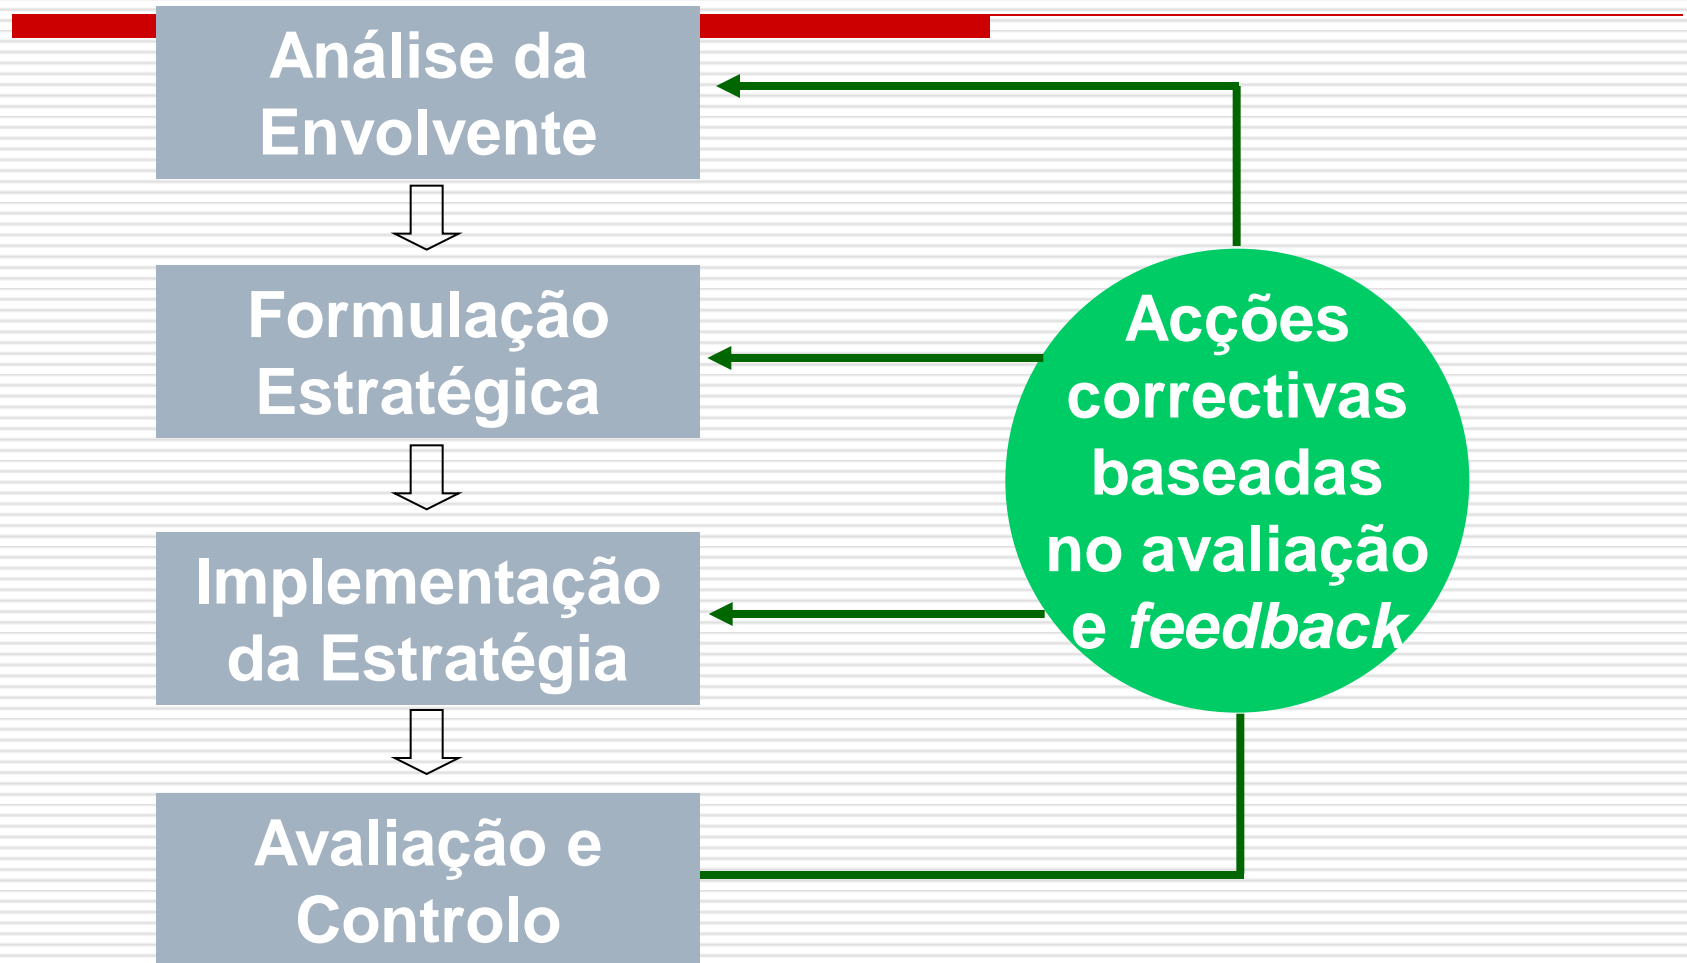 Análise da
Envolvente
Formulação
Estratégica
Implementação
da Estratégia
Avaliação e
Controlo
Acções
correctivas
baseadas
no avaliação
e feedback